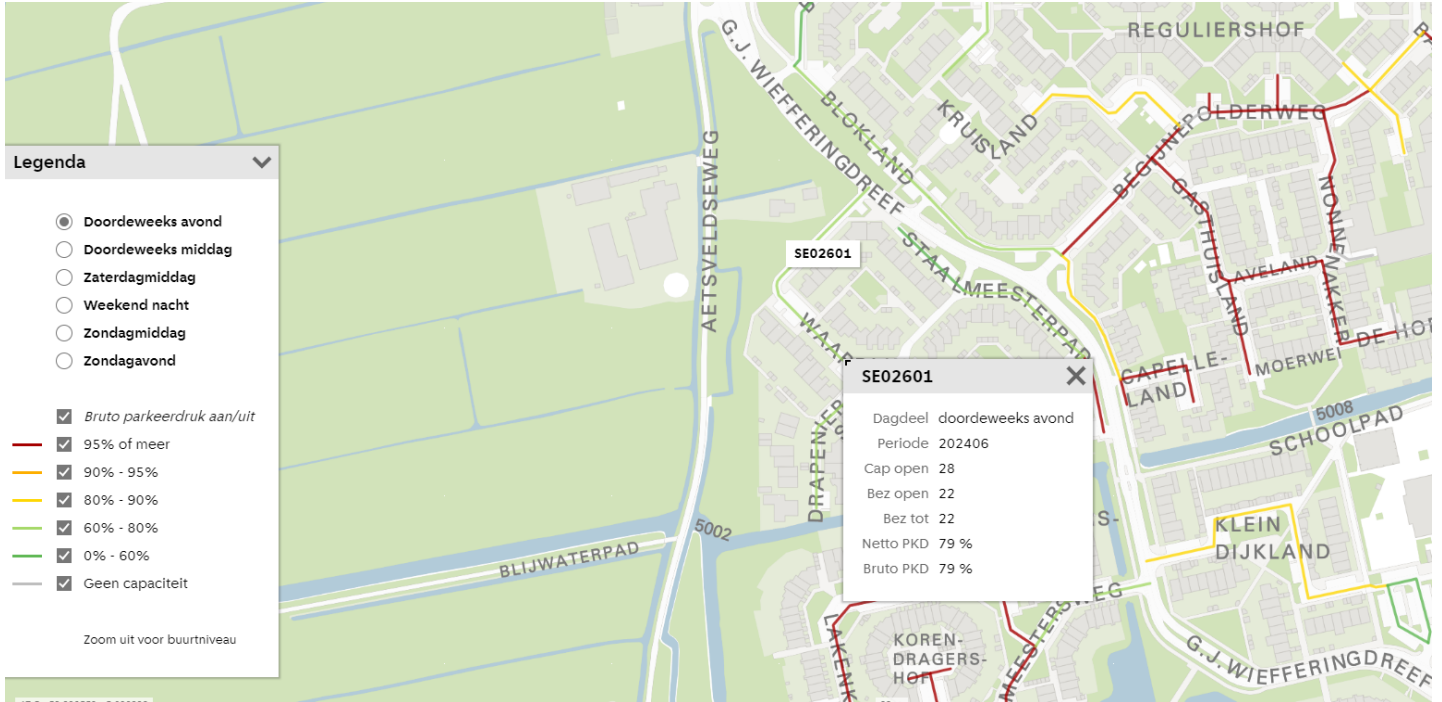 Legenda
Doordeweeks avond
Doordeweeks middag
Zaterdagmiddag
Weekend nacht
Zondagmiddag
Zondagavond
Bruto parkeerdruk aan/uit
95% of meer
90% - 95%
80% - 90%
60% - 80%
0% - 60%
Geen capaciteit
Zoom uit voor buurtniveau
G.J. WIEFFERINGDREEF
BLOKLAND
KRUISLAND
REGULIERSHOF
BEGIJNEPOLDERWEG
AETSVELDSEWEG
GASTHUISLAND
NONNENAKKER
AVELAND
SE02601
STAALMEESTERPAD
MOERWEI
CAPELLE-
LAND
5008
SCHOOLPAD
SE02601
Dagdeel doordeweeks avond
Periode 202406
Cap open 28
Bez open 22
Bez tot 22
Netto PKD 79 %
Bruto PKD 79 %
5002
BLIJWATERPAD
KLEIN
DIJKLAND
KOREN-
DRAGERS-
HOF
G.J. WIEFFERINGDREEF